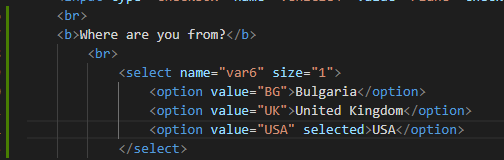 <br>
<b>Where are you from?</b>
<br>
<select name="var6" size="1">
<option value="BG">Bulgaria</option>
<option value="UK">United Kingdom</option>
<option value="USA" selected>USA</option>
</select>